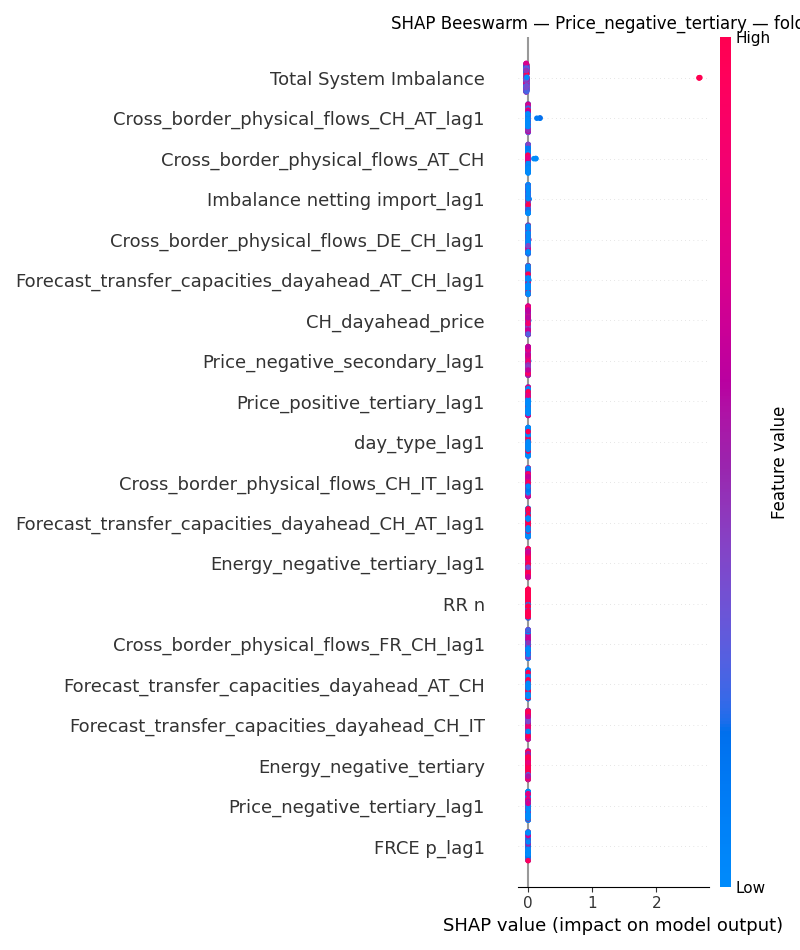 SHAP Beeswarm — Price_negative_tertiary — fold
High
Total System Imbalance
Cross_border_physical_flows_CH_AT_lag1
Cross_border_physical_flows_AT_CH
Imbalance netting import_lag1
Cross_border_physical_flows_DE_CH_lag1
Forecast_transfer_capacities_dayahead_AT_CH_lag1
CH_dayahead_price
Price_negative_secondary_lag1
Price_positive_tertiary_lag1
day_type_lag1
Cross_border_physical_flows_CH_IT_lag1
Forecast_transfer_capacities_dayahead_CH_AT_lag1
Energy_negative_tertiary_lag1
RR n
Cross_border_physical_flows_FR_CH_lag1
Forecast_transfer_capacities_dayahead_AT_CH
Forecast_transfer_capacities_dayahead_CH_IT
Energy_negative_tertiary
Price_negative_tertiary_lag1
FRCE p_lag1
Feature value
Low
0 1 2
SHAP value (impact on model output)